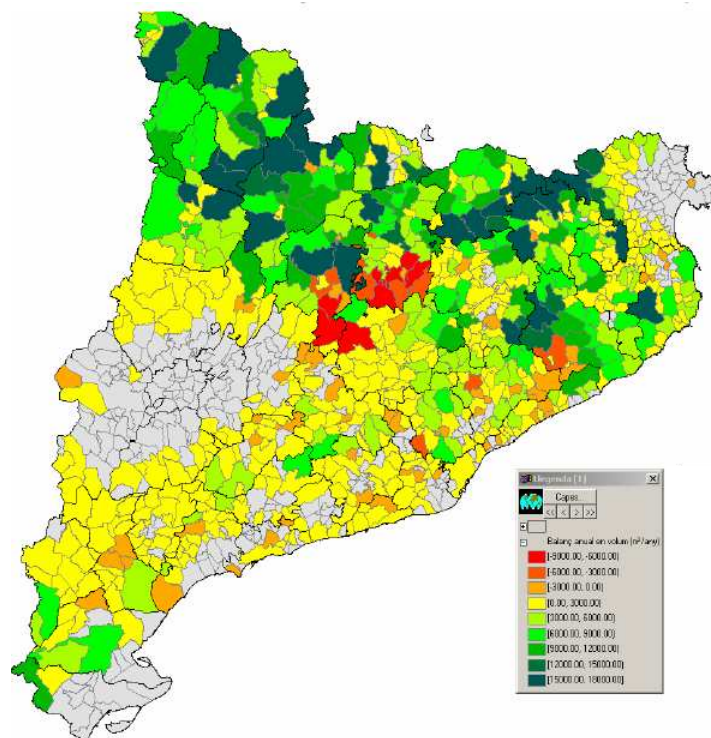 Llegenda [1]
Capes...
<< < > >>
Balanç anual en volum (m³/any)
[-9000.00, -6000.00)
[-6000.00, -3000.00)
[-3000.00, 0.00)
[0.00, 3000.00)
[3000.00, 6000.00)
[6000.00, 9000.00)
[9000.00, 12000.00)
[12000.00, 15000.00)
[15000.00, 18000.00)